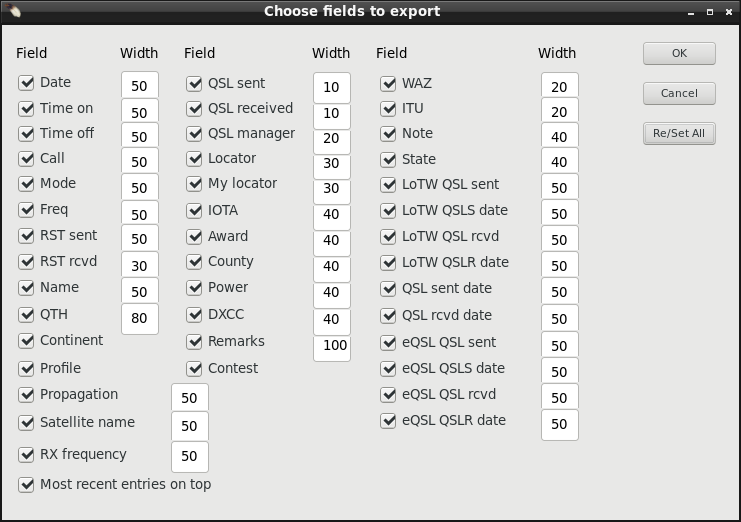 Choose fields to export
Field Width Field Width Field Width OK
Date 50 QSL sent 10 WAZ 20
Time on 50 QSL received 10 ITU 20 Cancel
Time off 50 QSL manager 20 Note 40 Re/Set All
Call 50 Locator 30 State 40
Mode 50 My locator 30 LoTW QSL sent 50
Freq 50 IOTA 40 LoTW QSLS date 50
RST sent 50 Award 40 LoTW QSL rcvd 50
RST rcvd 30 County 40 LoTW QSLR date 50
Name 50 Power 40 QSL sent date 50
QTH 80 DXCC 40 QSL rcvd date 50
Continent Remarks 100 eQSL QSL sent 50
Profile Contest eQSL QSLS date 50
Propagation 50 eQSL QSL rcvd 50
Satellite name 50 eQSL QSLR date 50
RX frequency 50
Most recent entries on top